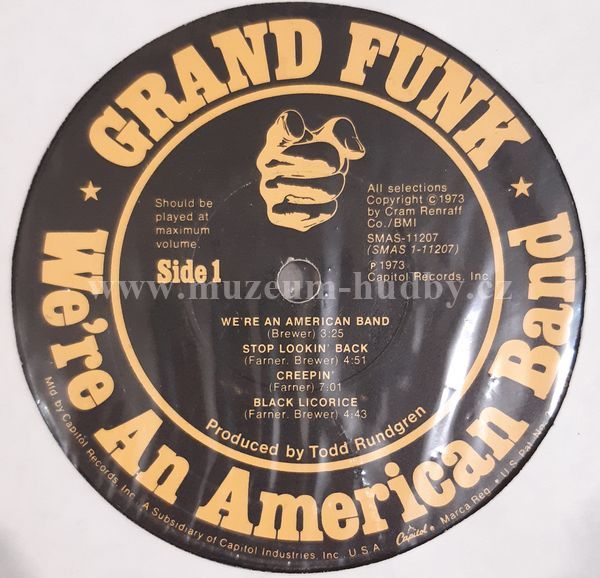 GRAND FUNK
Should be
played at
maximum
volume.
Side 1
All selections
Copyright ©1973
by Cram Renraff
Co./BMI
SMAS-11207
(SMAS 1-11207)
℗ 1973
Capitol Records, Inc.
www.muzeum-hudby.cz
WE'RE AN AMERICAN BAND
(Brewer) 3:25
STOP LOOKIN' BACK
(Farner, Brewer) 4:51
CREEPIN'
(Farner) 7:01
BLACK LICORICE
(Farner, Brewer) 4:43
Produced by Todd Rundgren
We're An American Band
Mfd. by Capitol Records, Inc. A Subsidiary of Capitol Industries, Inc. U.S.A. Capitol ® Marca Reg. • U.S. Pat. No.